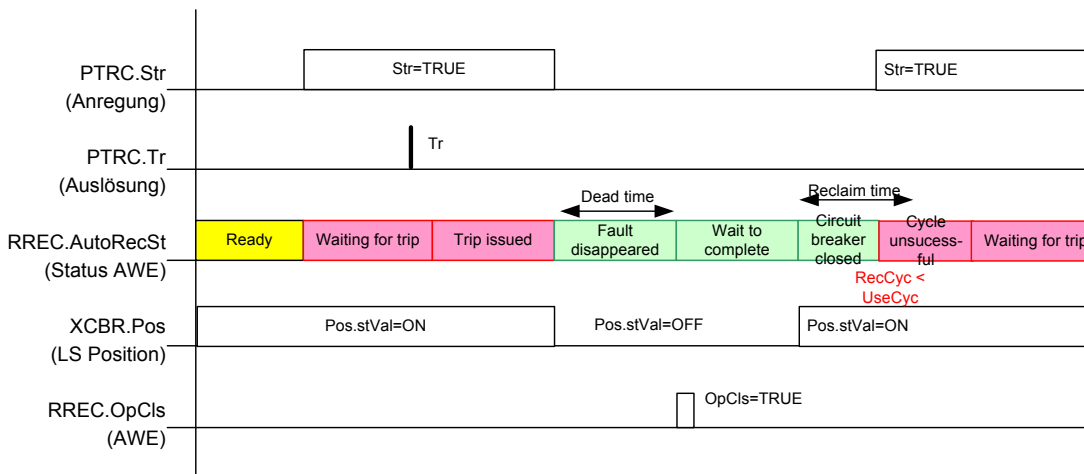 PTRC.Str
(Anregung)
Str=TRUE
Str=TRUE
PTRC.Tr
(Auslösung)
Tr
Dead time
Reclaim time
RREC.AutoRecSt
(Status AWE)
Ready
Waiting for trip
Trip issued
Fault
disappeared
Wait to
complete
Circuit
breaker
closed
Cycle
unsucess-
ful
Waiting for trip
RecCyc <
UseCyc
XCBR.Pos
(LS Position)
Pos.stVal=ON
Pos.stVal=OFF
Pos.stVal=ON
RREC.OpCls
(AWE)
OpCls=TRUE